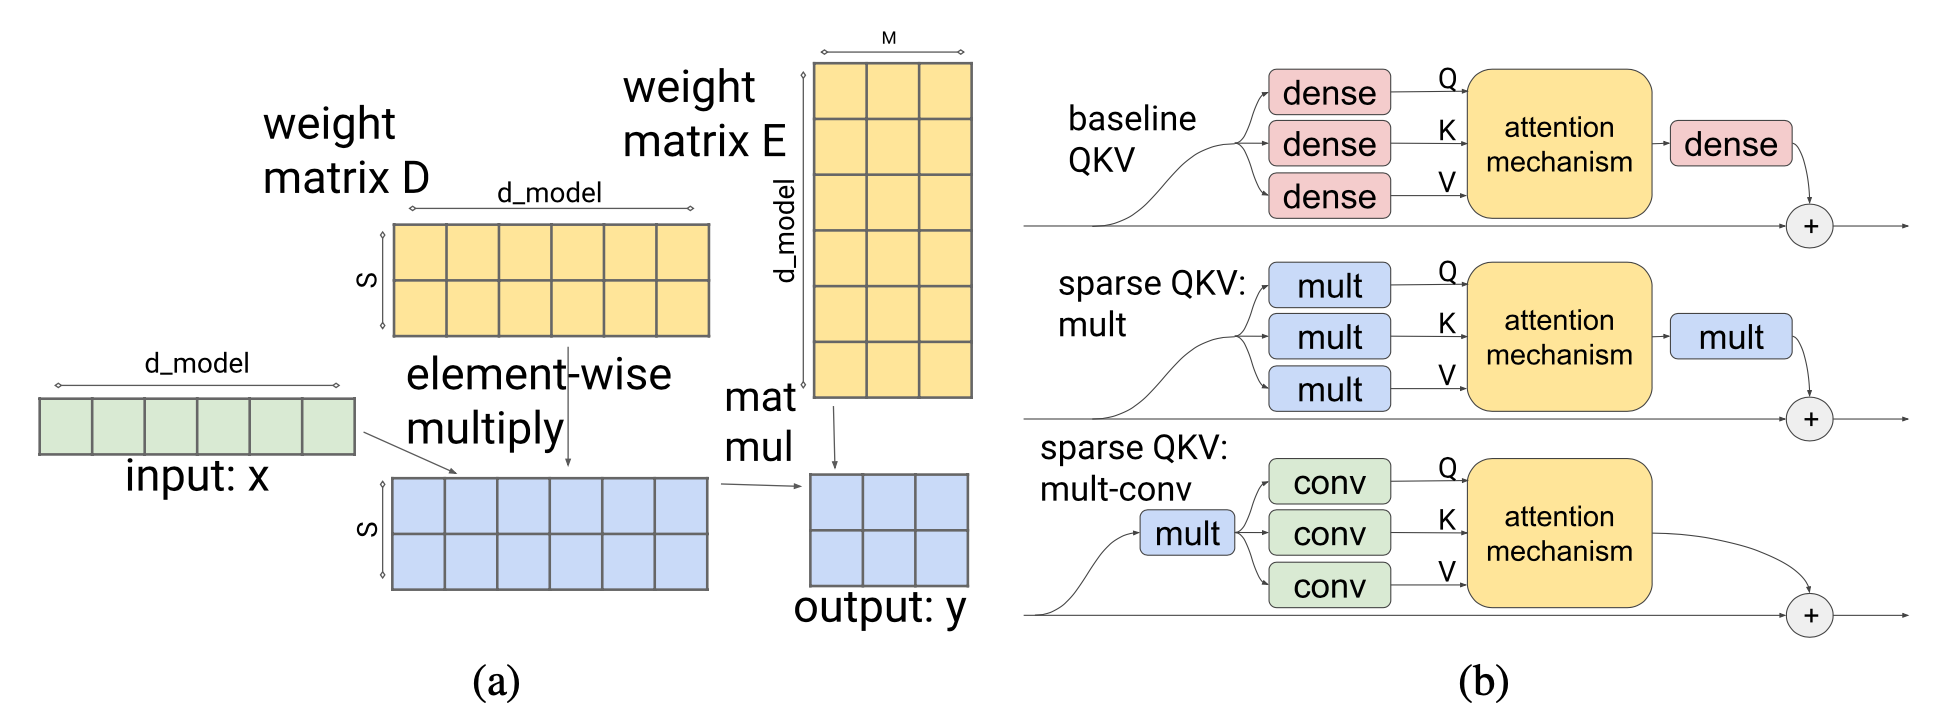 weight
matrix D
d_model
S
weight
matrix E
M
d_model
d_model
input: x
element-wise
multiply
mat
mul
S
output: y
(a)
baseline
QKV
dense
dense
dense
Q
K
V
attention
mechanism
dense
+
sparse QKV:
mult
mult
mult
mult
Q
K
V
attention
mechanism
mult
+
sparse QKV:
mult-conv
mult
conv
conv
conv
Q
K
V
attention
mechanism
+
(b)